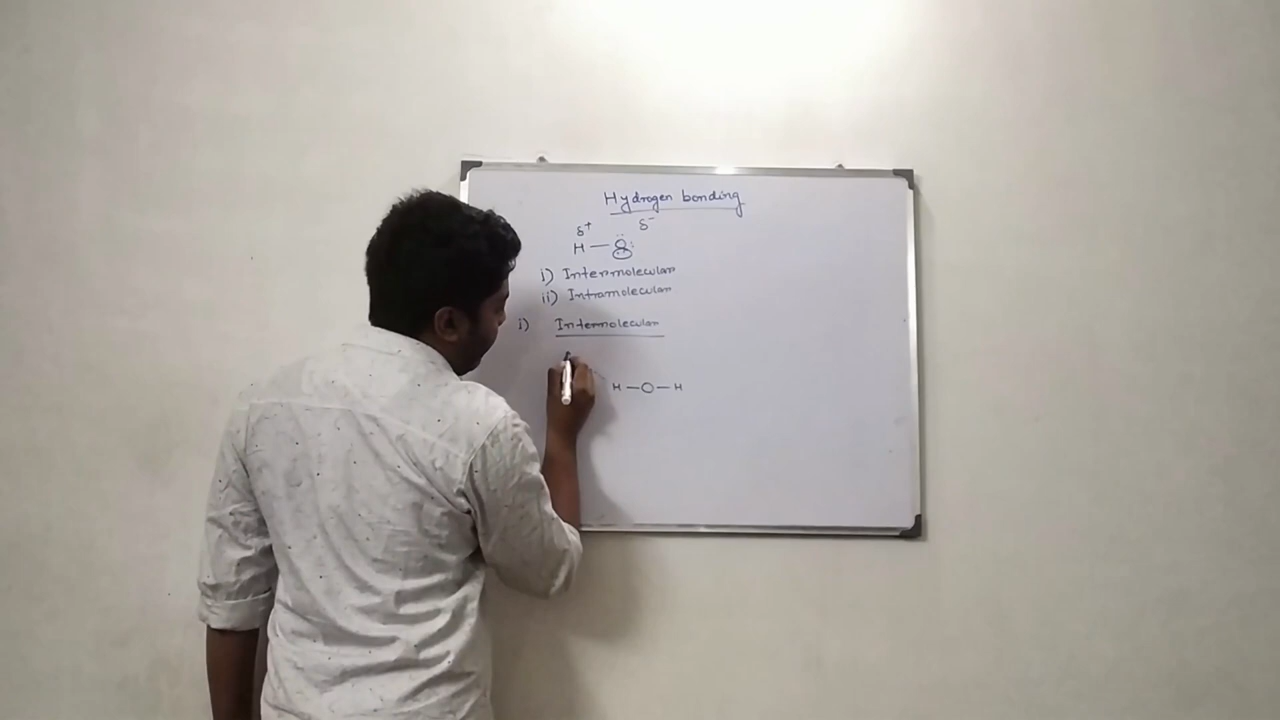 Hydrogen bonding
δ+ δ-
H — O
i) Intermolecular
ii) Intramolecular
i) Intermolecular
H — O — H